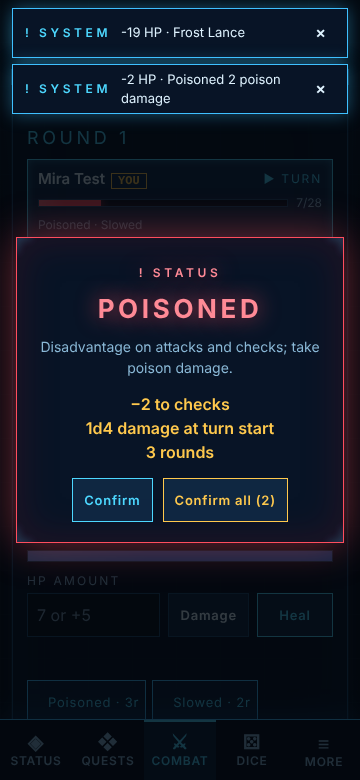 ! SYSTEM -19 HP · Frost Lance ×
! SYSTEM -2 HP · Poisoned 2 poison
damage ×
ROUND 1
Mira Test YOU ▶ TURN
7/28
Poisoned · Slowed
! STATUS
POISONED
Disadvantage on attacks and checks; take
poison damage.
−2 to checks
1d4 damage at turn start
3 rounds
Confirm Confirm all (2)
HP AMOUNT
7 or +5 Damage Heal
Poisoned · 3r Slowed · 2r
STATUS QUESTS COMBAT DICE MORE